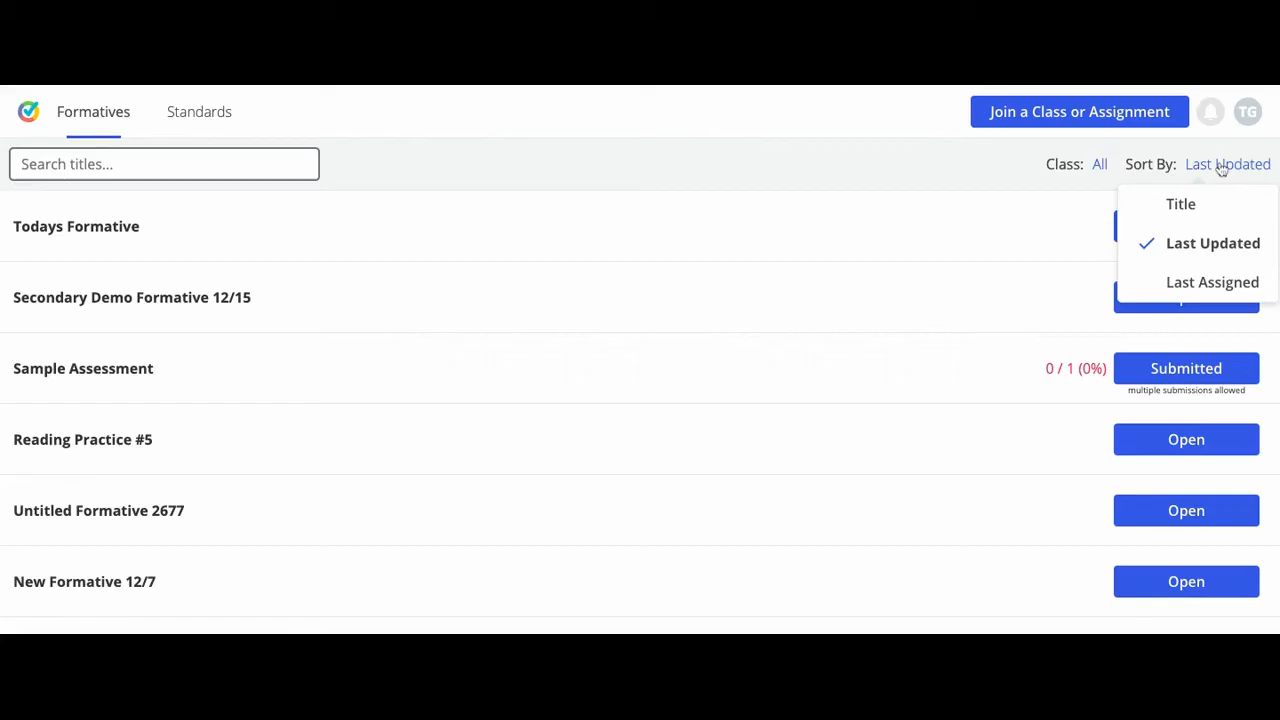 Formatives Standards Join a Class or Assignment TG
Search titles... Class: All Sort By: Last Updated
Title
Todays Formative
Last Updated
Last Assigned
Secondary Demo Formative 12/15
Sample Assessment 0 / 1 (0%) Submitted
multiple submissions allowed
Reading Practice #5 Open
Untitled Formative 2677 Open
New Formative 12/7 Open